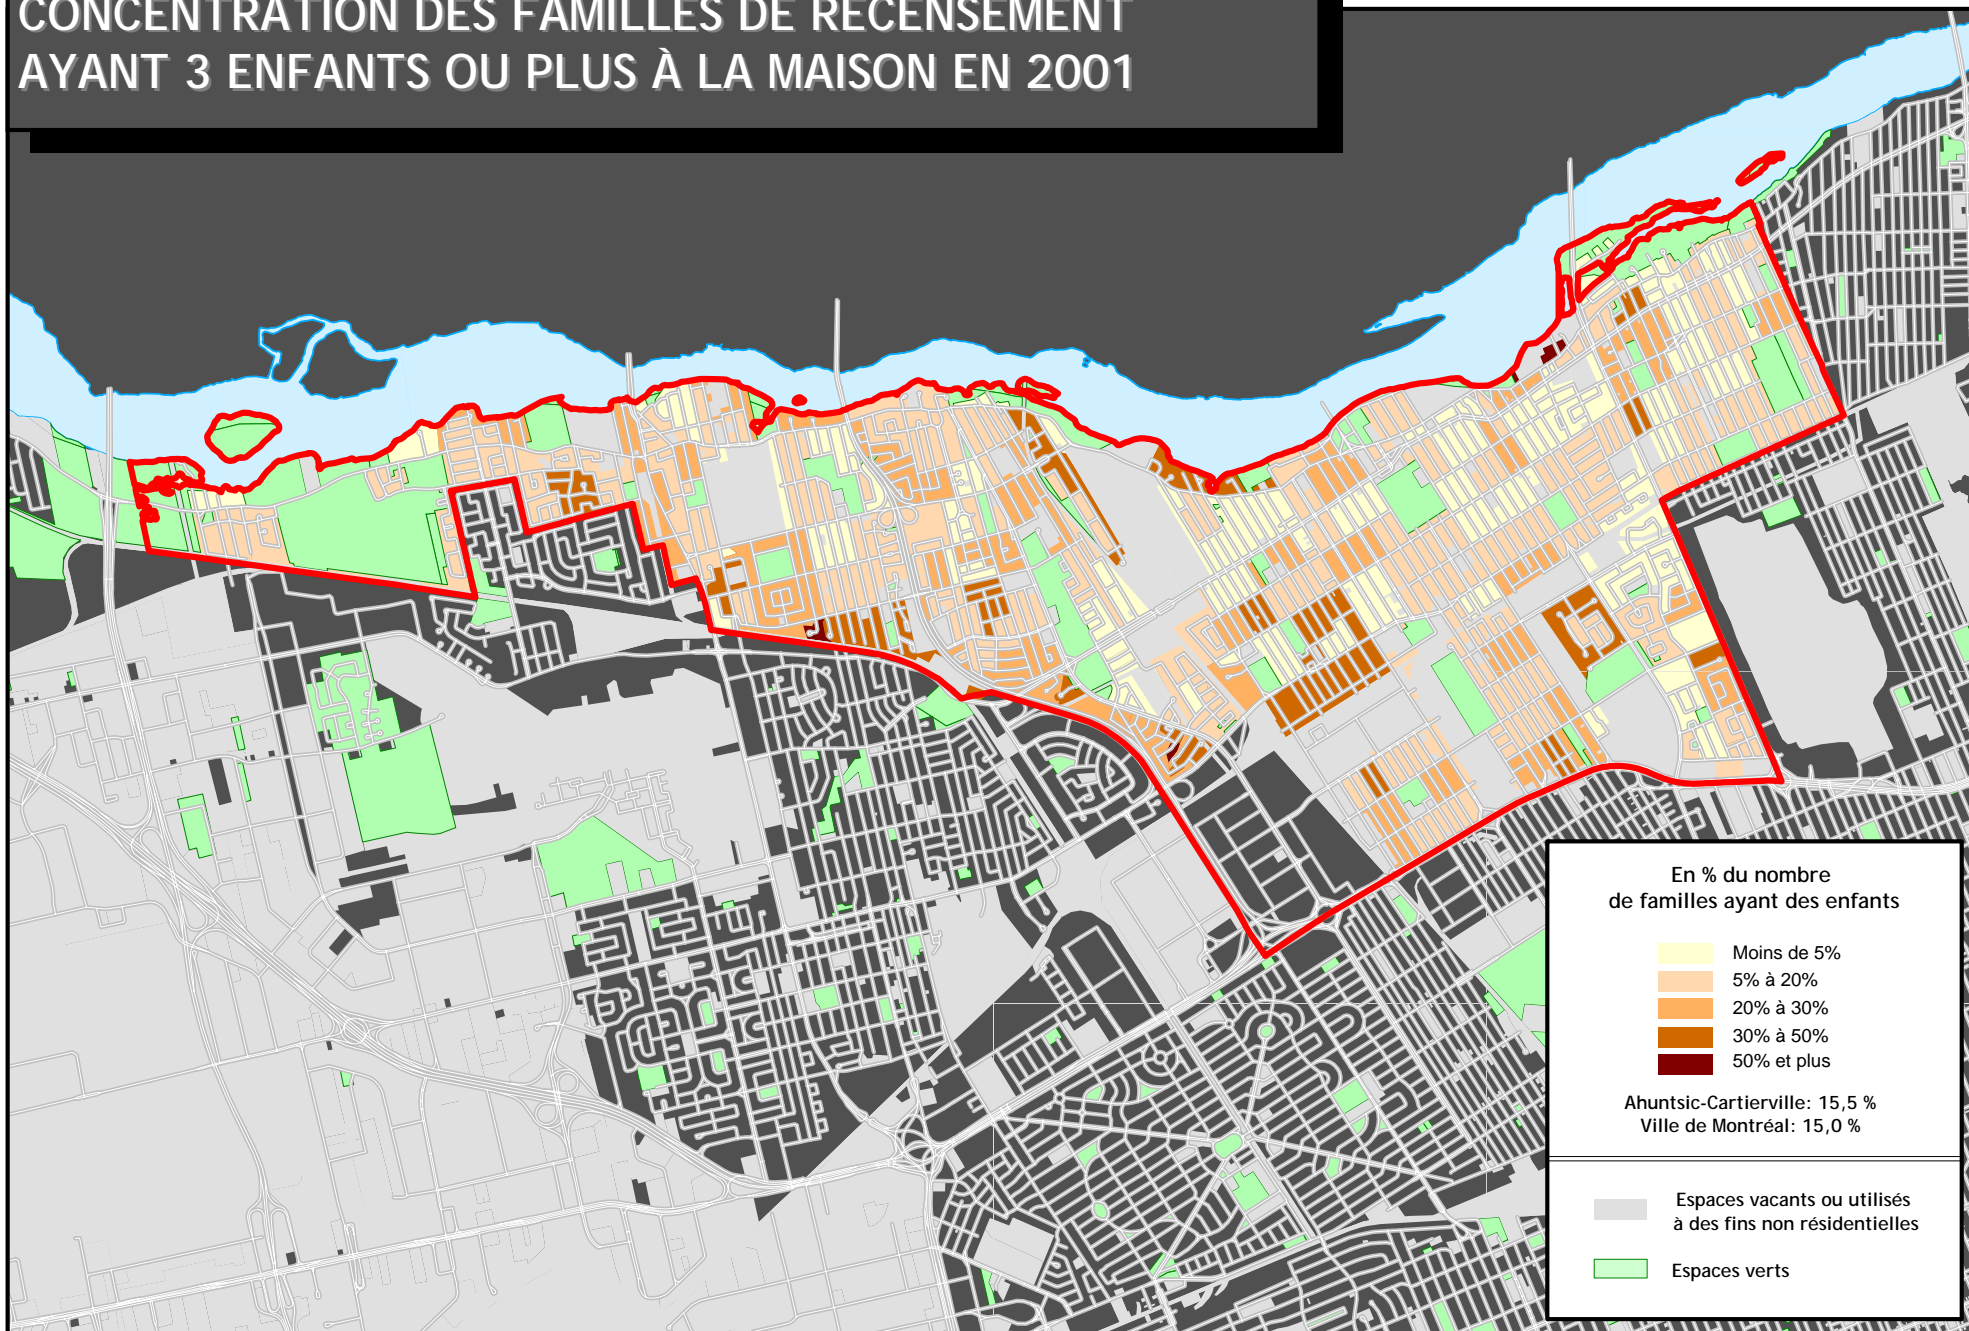 CONCENTRATION DES FAMILLES DE RECENSEMENT
AYANT 3 ENFANTS OU PLUS À LA MAISON EN 2001
En % du nombre
de familles ayant des enfants
Moins de 5%
5% à 20%
20% à 30%
30% à 50%
50% et plus
Ahuntsic-Cartierville: 15,5 %
Ville de Montréal: 15,0 %
Espaces vacants ou utilisés
à des fins non résidentielles
Espaces verts